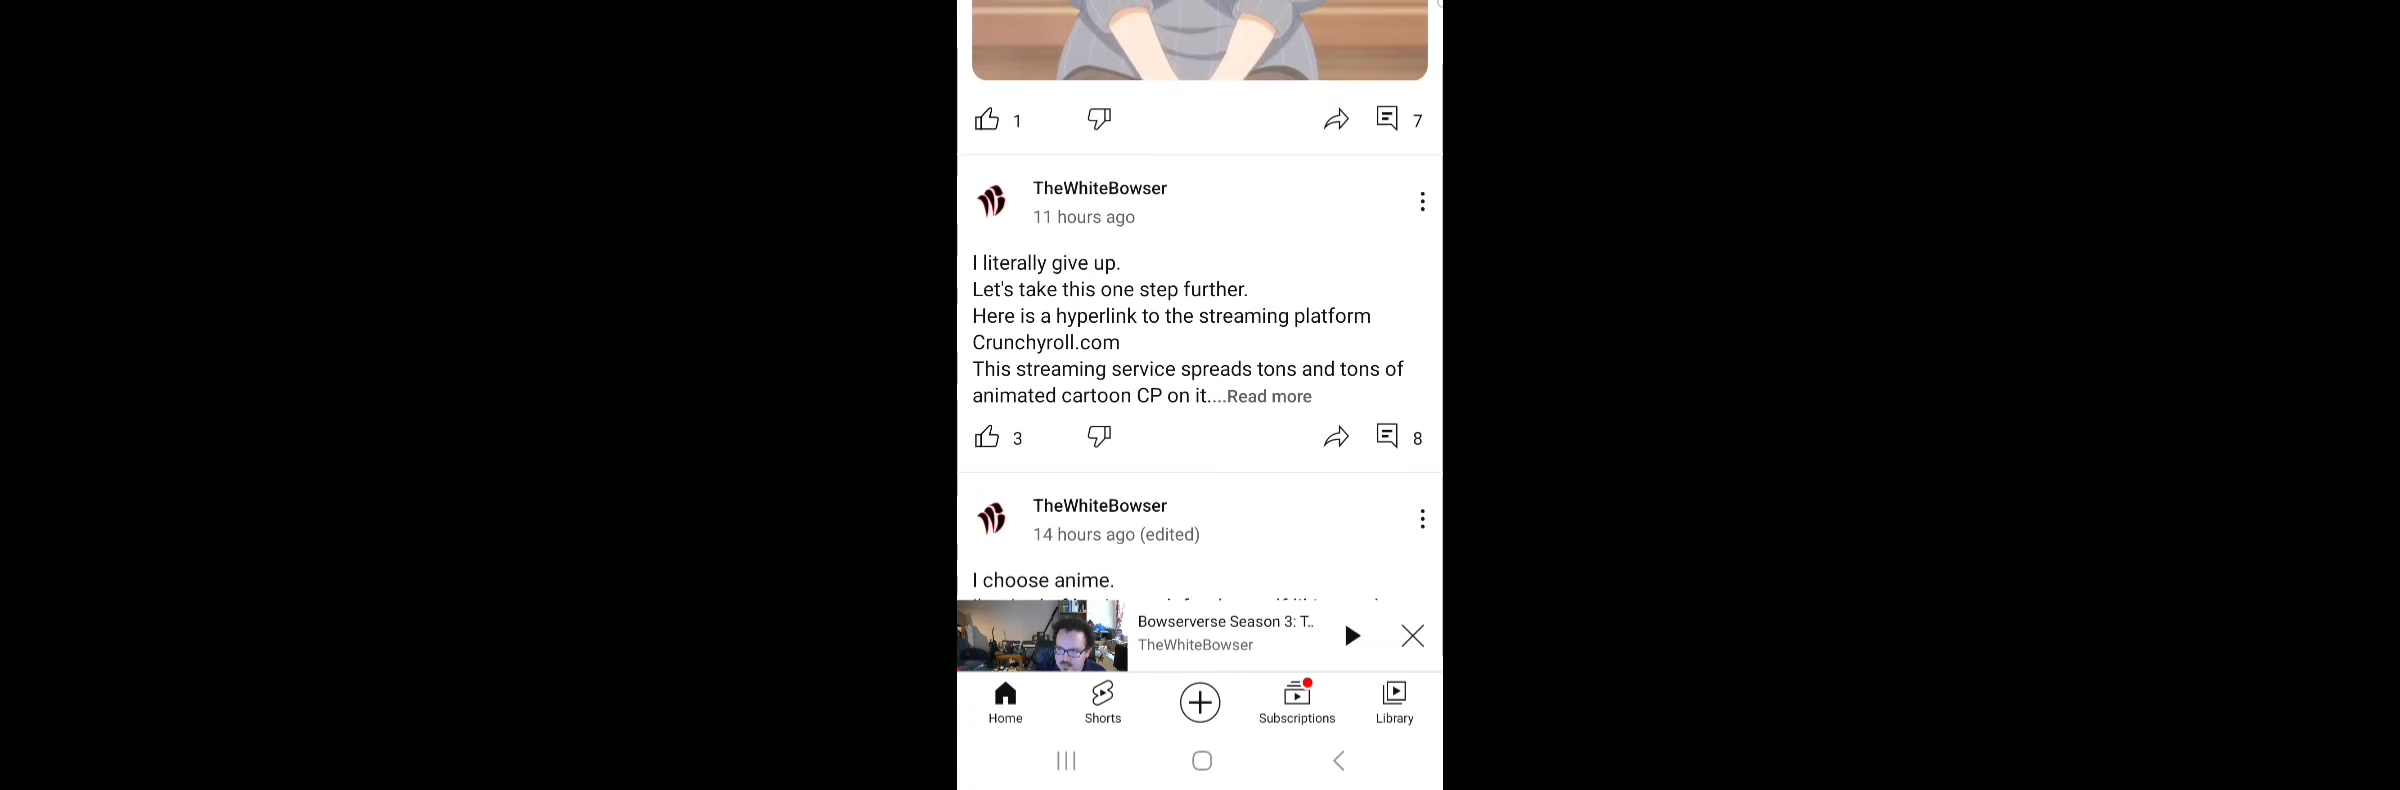 1
7
TheWhiteBowser
11 hours ago
I literally give up.
Let's take this one step further.
Here is a hyperlink to the streaming platform
Crunchyroll.com
This streaming service spreads tons and tons of
animated cartoon CP on it....Read more
3
8
TheWhiteBowser
14 hours ago (edited)
I choose anime.
Bowserverse Season 3: T..
TheWhiteBowser
Home
Shorts
Subscriptions
Library